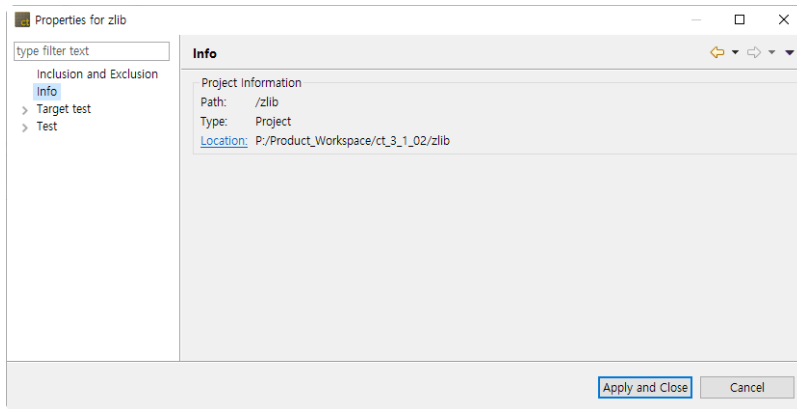 ct Properties for zlib
type filter text
Inclusion and Exclusion
Info
Target test
Test
Info
Project Information
Path: /zlib
Type: Project
Location: P:/Product_Workspace/ct_3_1_02/zlib
Apply and Close
Cancel